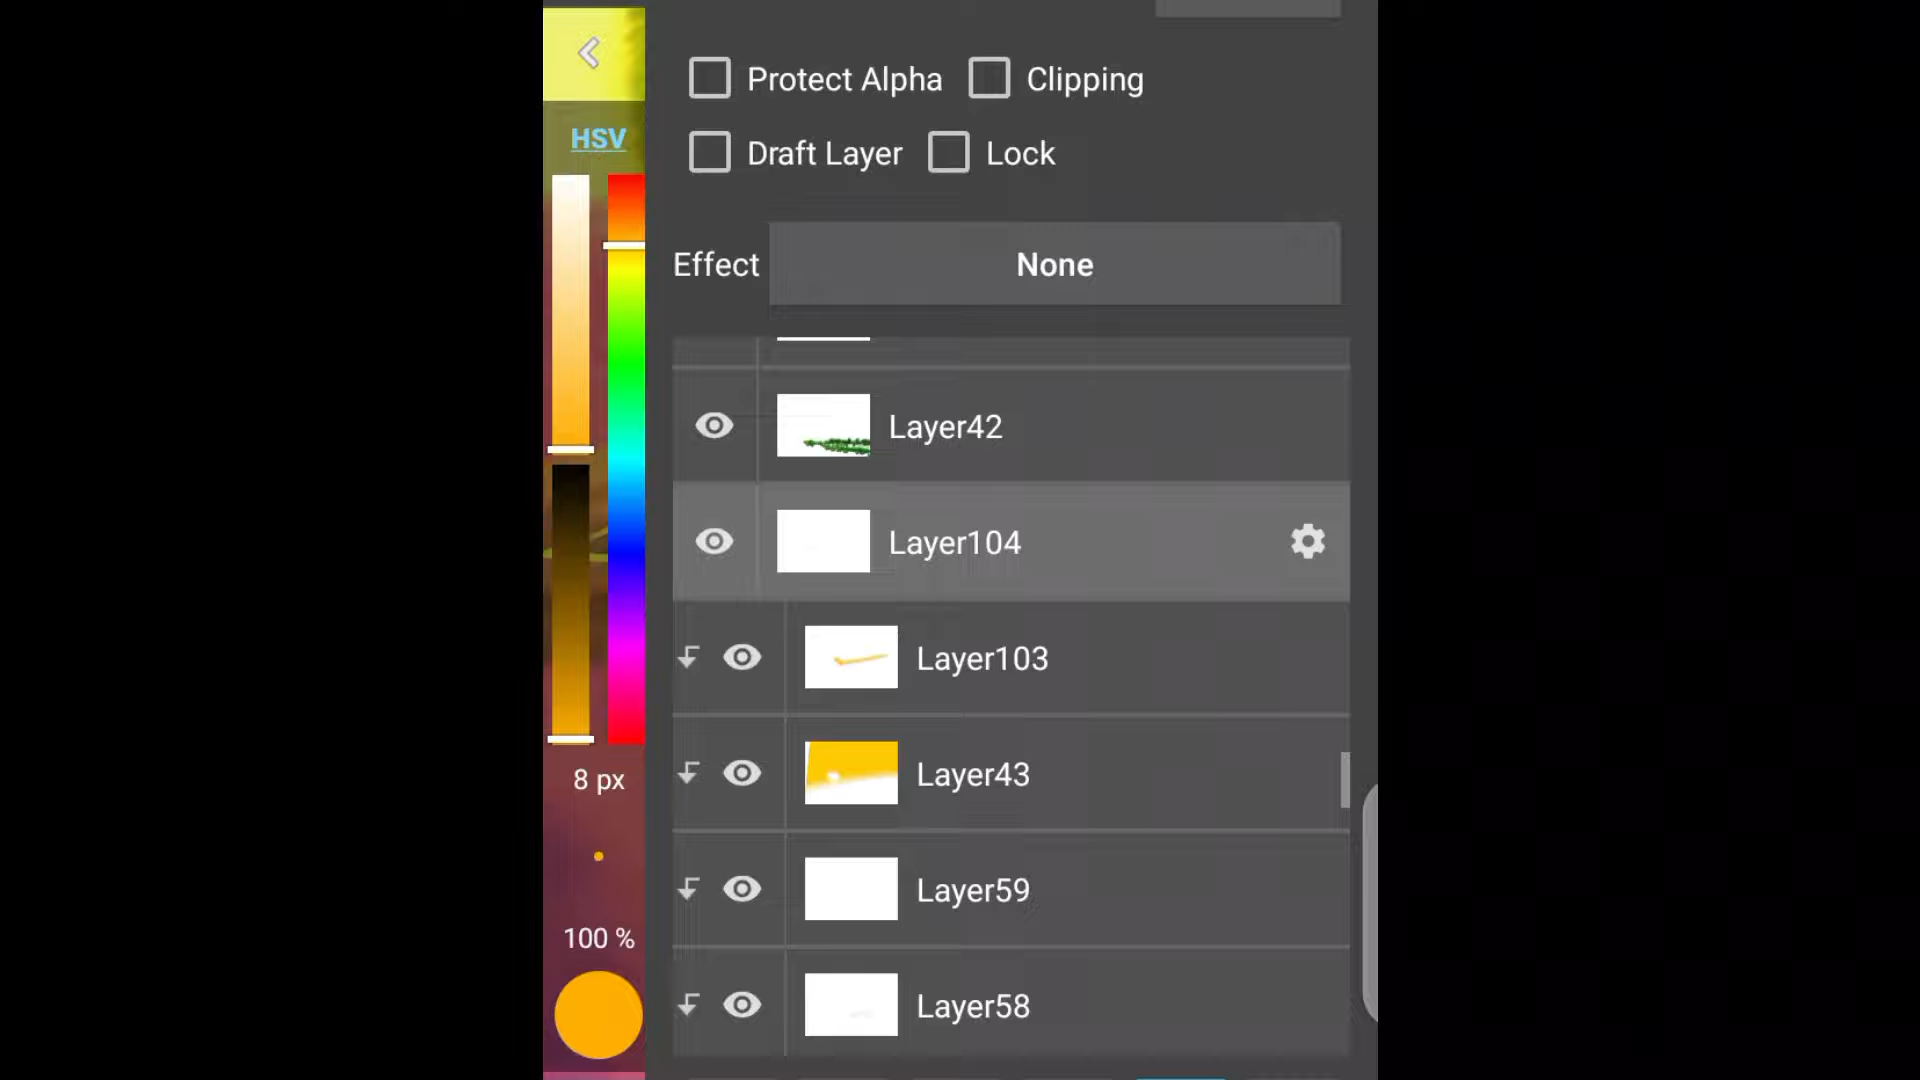 Protect Alpha Clipping
HSV
Draft Layer Lock
Effect None
Layer42
Layer104
Layer103
Layer43
8 px
Layer59
100 %
Layer58